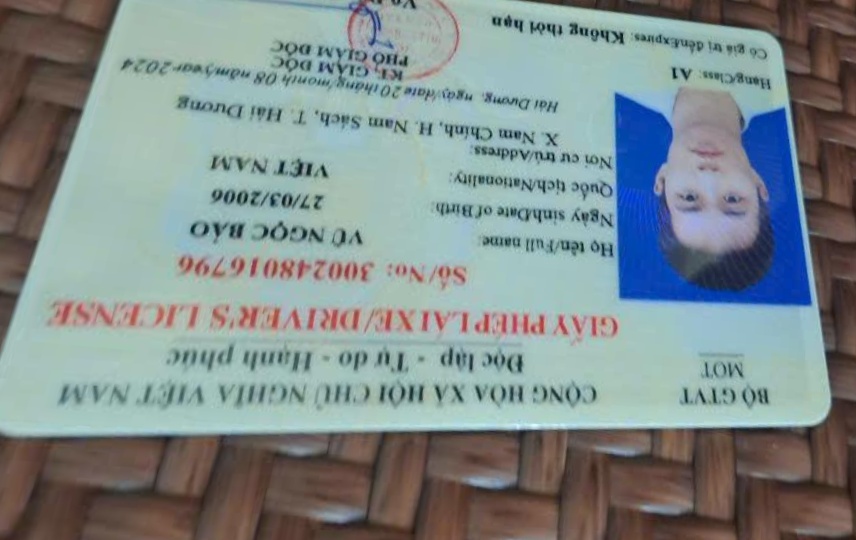 BỘ GTVT
MOT
CỘNG HÒA XÃ HỘI CHỦ NGHĨA VIỆT NAM
Độc lập - Tự do - Hạnh phúc
GIẤY PHÉP LÁI XE/ DRIVER'S LICENSE
Số/No: 300248016796
Họ tên/Full name: VŨ NGỌC BẢO
Ngày sinh/Date of Birth: 27/03/2006
Quốc tịch/Nationality: VIỆT NAM
Nơi cư trú/Address:
X. Nam Chính, H. Nam Sách, T. Hải Dương
Hải Dương, ngày/date 20 tháng/month 08 năm/year 2024
KT. GIÁM ĐỐC
PHÓ GIÁM ĐỐC
Hạng/Class: A1
Có giá trị đến/Expires: Không thời hạn